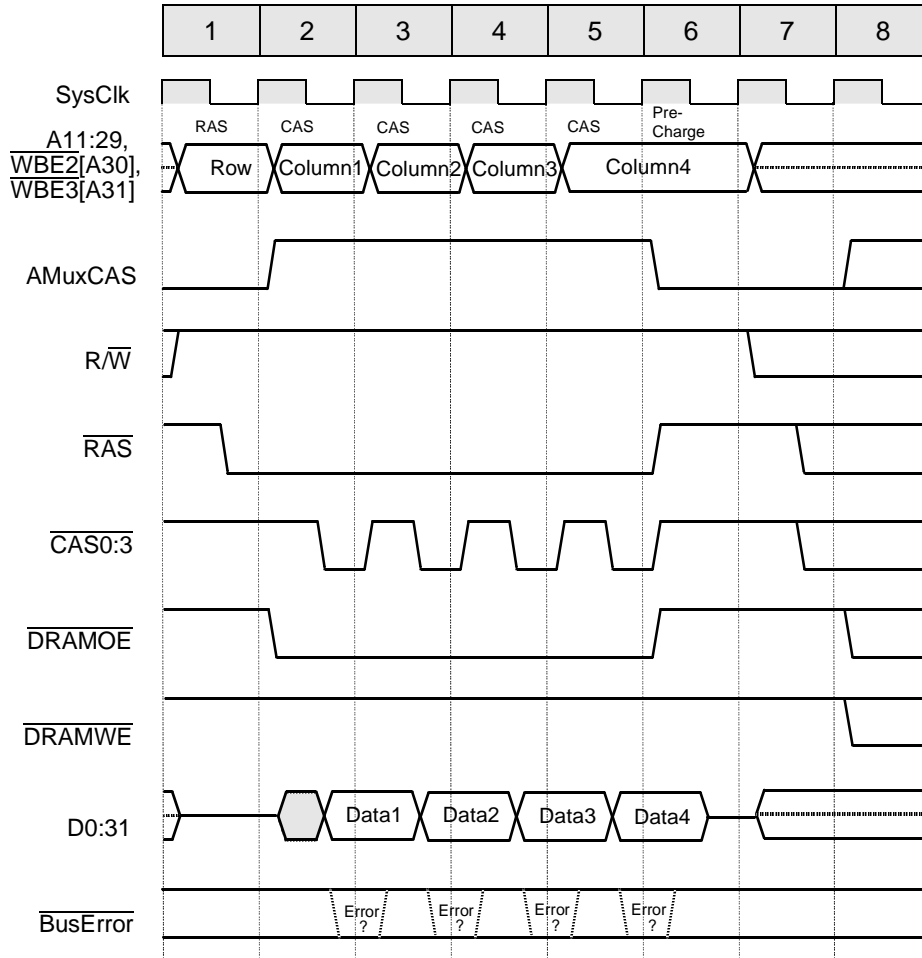 1 2 3 4 5 6 7 8
SysClk
RAS CAS CAS CAS CAS Pre-
Charge
A11:29,
WBE2[A30],
WBE3[A31]
Row Column1 Column2 Column3 Column4
AMuxCAS
R/W
RAS
CAS0:3
DRAMOE
DRAMWE
D0:31
Data1 Data2 Data3 Data4
BusError
Error Error Error Error
? ? ? ?